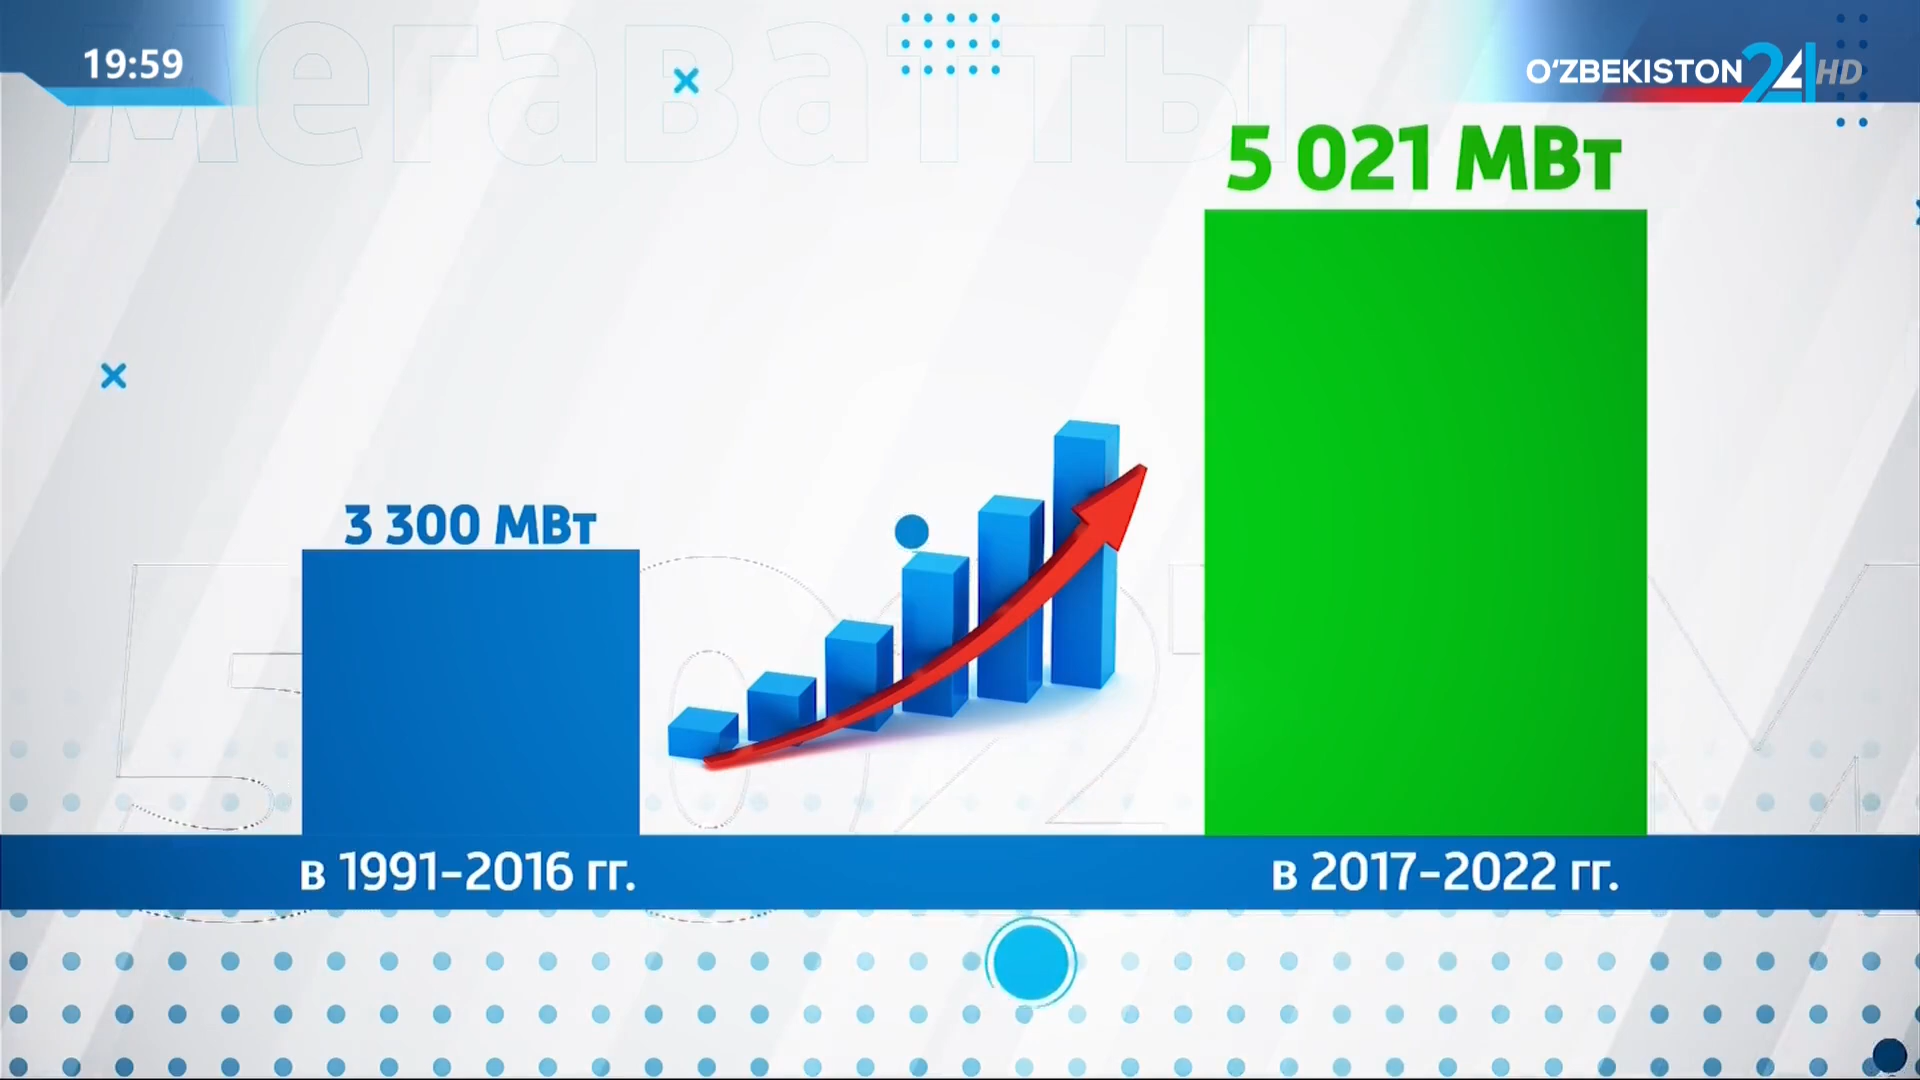 мегаватты
19:59
O'ZBEKISTON 24 HD
5 021 МВт
3 300 МВт
в 1991-2016 гг.
в 2017-2022 гг.